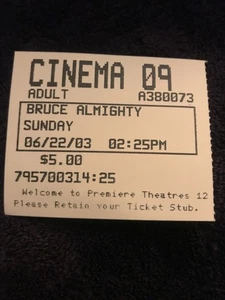 CINEMA 09
ADULT A380073
BRUCE ALMIGHTY
SUNDAY
06/22/03 02:25PM
$5.00
795700314:25
Welcome to Premiere Theatres 12
Please Retain Your Ticket Stub.